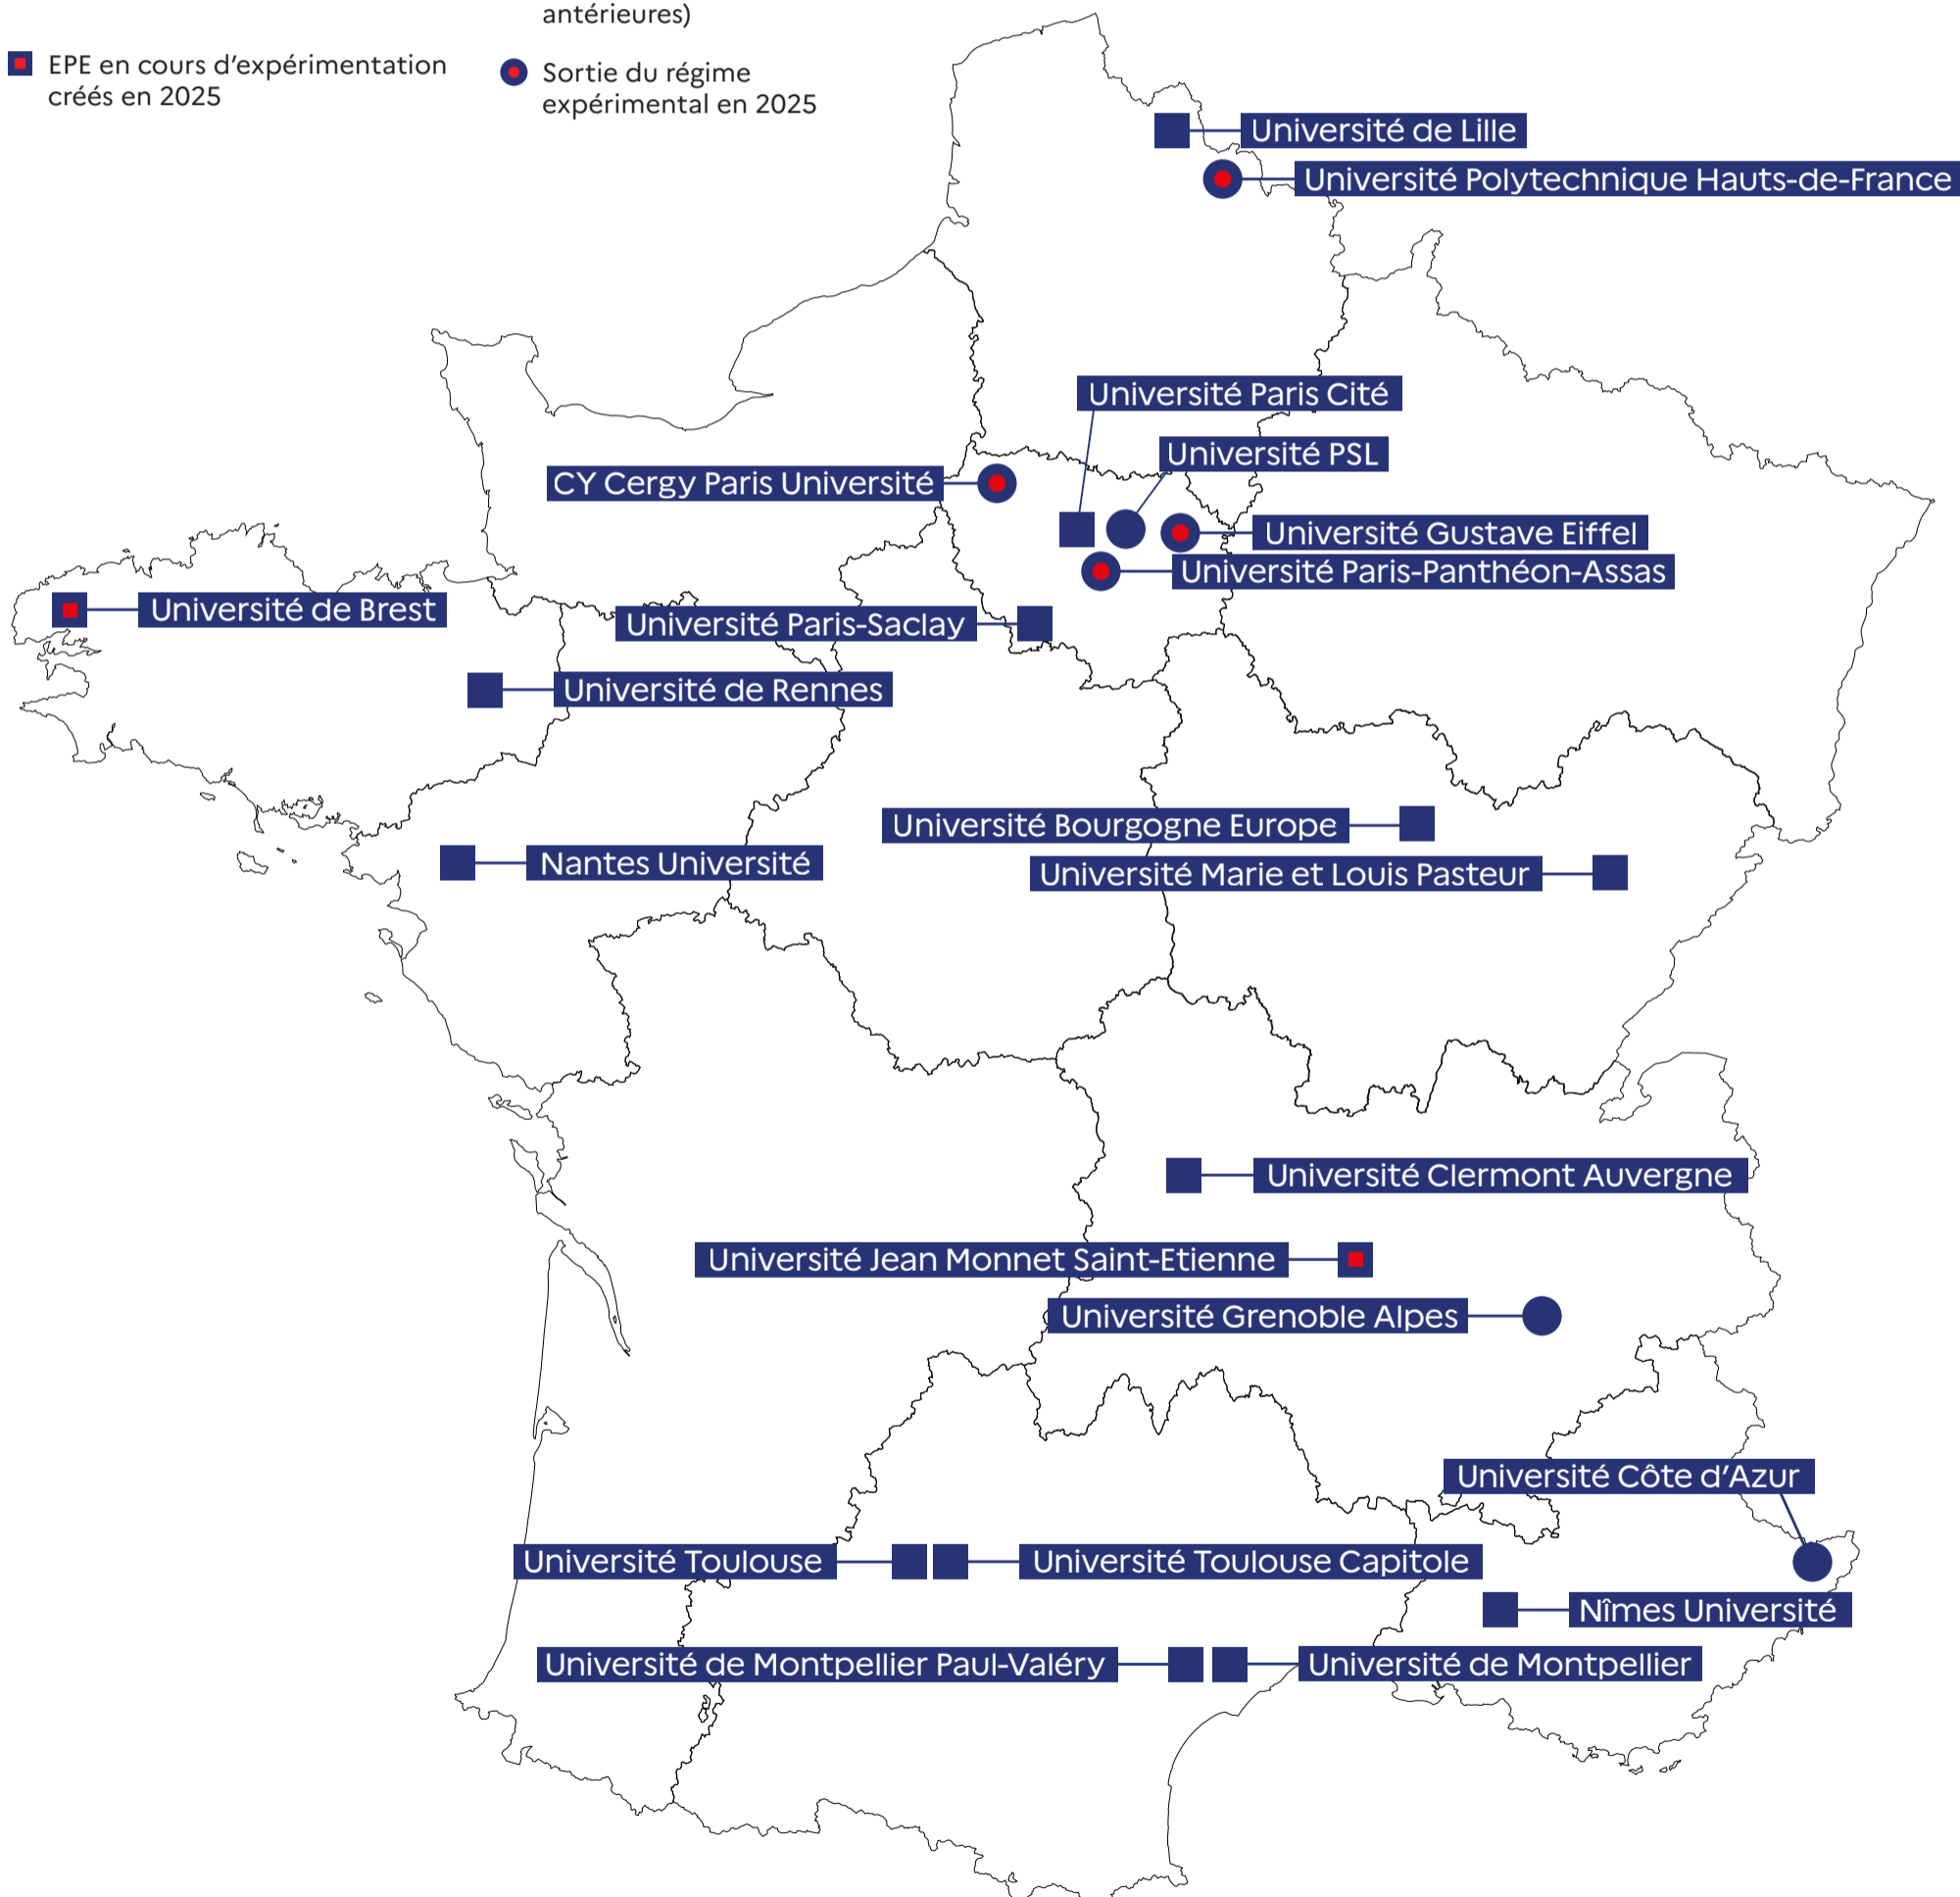 antérieures)
EPE en cours d'expérimentation
créés en 2025
Sortie du régime
expérimental en 2025
Université de Lille
Université Polytechnique Hauts-de-France
Université Paris Cité
Université PSL
CY Cergy Paris Université
Université Gustave Eiffel
Université Paris-Panthéon-Assas
Université de Brest
Université Paris-Saclay
Université de Rennes
Université Bourgogne Europe
Nantes Université
Université Marie et Louis Pasteur
Université Clermont Auvergne
Université Jean Monnet Saint-Etienne
Université Grenoble Alpes
Université Côte d'Azur
Université Toulouse
Université Toulouse Capitole
Nîmes Université
Université de Montpellier Paul-Valéry
Université de Montpellier